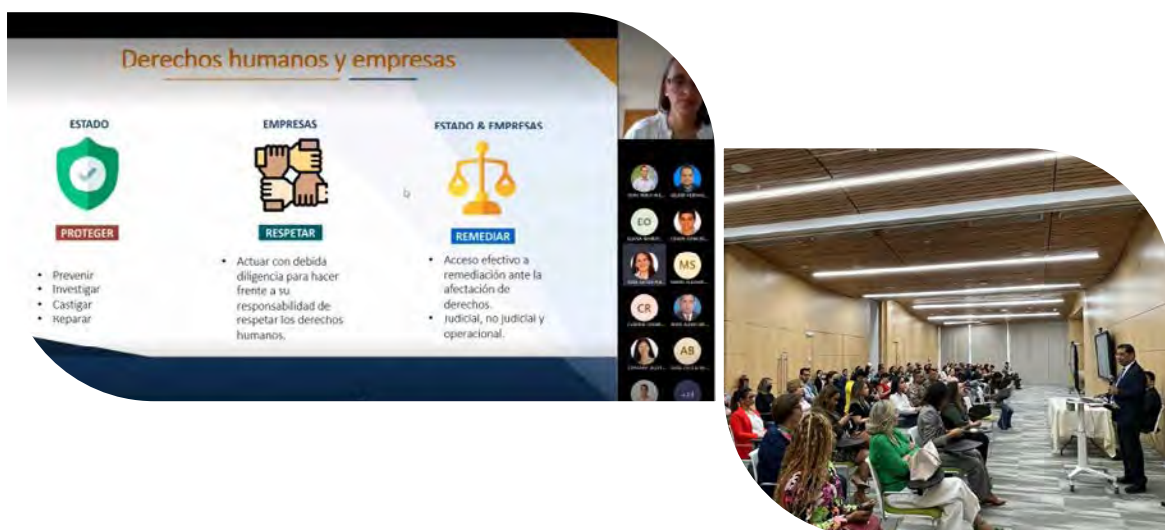 Derechos humanos y empresas
ESTADO
PROTEGER
• Prevenir
• Investigar
• Castigar
• Reparar
EMPRESAS
RESPETAR
• Actuar con debida
diligencia para hacer
frente a su
responsabilidad de
respetar los derechos
humanos.
ESTADO & EMPRESAS
REMEDIAR
• Acceso efectivo a
remediación ante la
afectación de
derechos.
• Judicial, no judicial y
operacional.
EO
MS
CR
AB